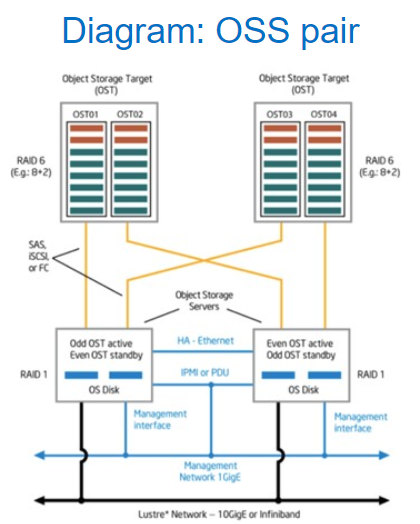 Diagram: OSS pair
Object Storage Target
(OST)
Object Storage Target
(OST)
OST01 OST02
OST03 OST04
RAID 6
(E.g.: 8+2)
RAID 6
(E.g.: 8+2)
SAS,
iSCSI,
or FC
Object Storage
Servers
Odd OST active
Even OST standby
HA - Ethernet
Even OST active
Odd OST standby
RAID 1
IPMI or PDU
RAID 1
OS Disk
OS Disk
Management
interface
Management
interface
Management
Network 1GigE
Lustre* Network – 10GigE or Infiniband